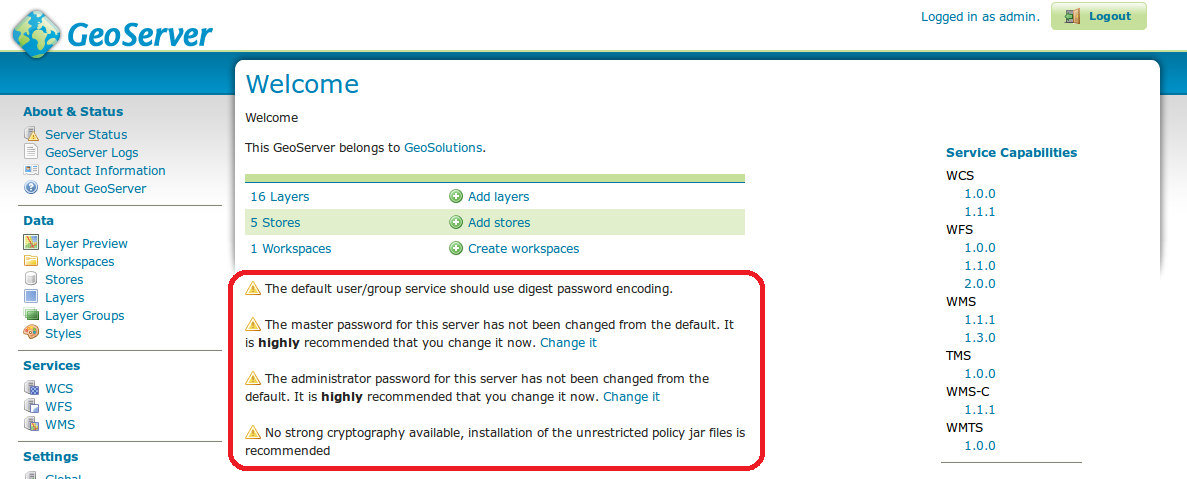 GeoServer
Logged in as admin.
Logout
About & Status
Server Status
GeoServer Logs
Contact Information
About GeoServer
Data
Layer Preview
Workspaces
Stores
Layers
Layer Groups
Styles
Services
WCS
WFS
WMS
Settings
Global
Welcome
Welcome
This GeoServer belongs to GeoSolutions.
16 Layers Add layers
5 Stores Add stores
1 Workspaces Create workspaces
The default user/group service should use digest password encoding.
The master password for this server has not been changed from the default. It
is highly recommended that you change it now. Change it
The administrator password for this server has not been changed from the
default. It is highly recommended that you change it now. Change it
No strong cryptography available, installation of the unrestricted policy jar files is
recommended
Service Capabilities
WCS
1.0.0
1.1.1
WFS
1.0.0
1.1.0
2.0.0
WMS
1.1.1
1.3.0
TMS
1.0.0
WMS-C
1.1.1
WMTS
1.0.0